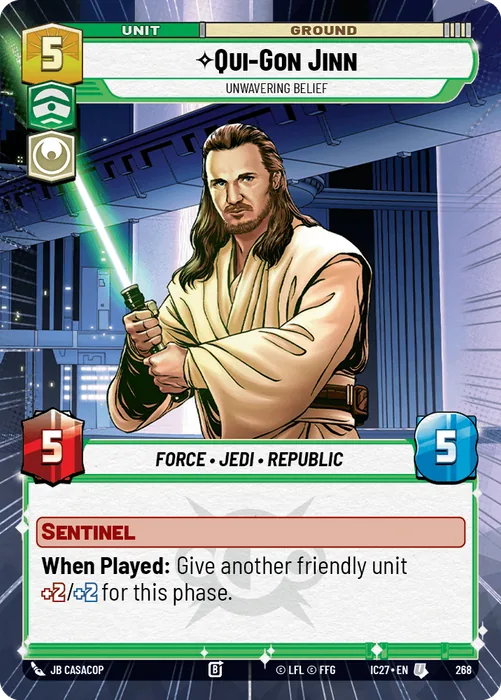 UNIT
GROUND
5
✧QUI-GON JINN
UNWAVERING BELIEF
5
5
FORCE • JEDI • REPUBLIC
SENTINEL
When Played: Give another friendly unit
+2/+2 for this phase.
JB CASACOP
B
© LFL © FFG
IC27 • EN
268